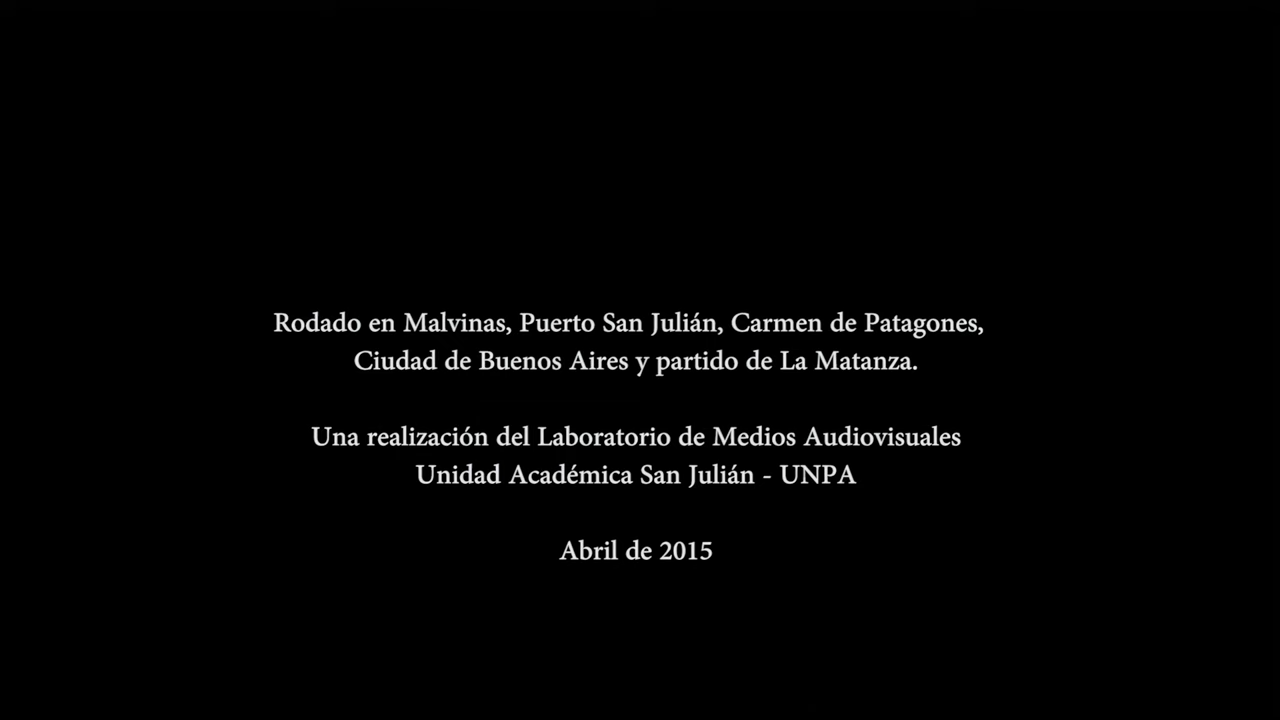 Rodado en Malvinas, Puerto San Julián, Carmen de Patagones,
Ciudad de Buenos Aires y partido de La Matanza.
Una realización del Laboratorio de Medios Audiovisuales
Unidad Académica San Julián - UNPA
Abril de 2015